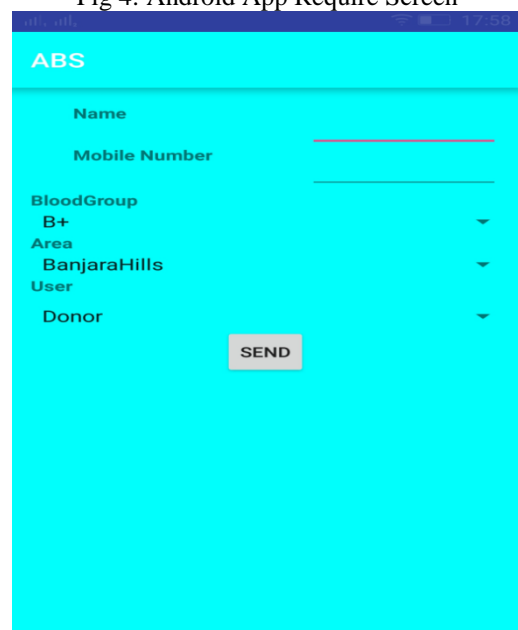 Fig 4: Android App Require Screen
17:58
ABS
Name
Mobile Number
BloodGroup
B+
Area
BanjaraHills
User
Donor
SEND